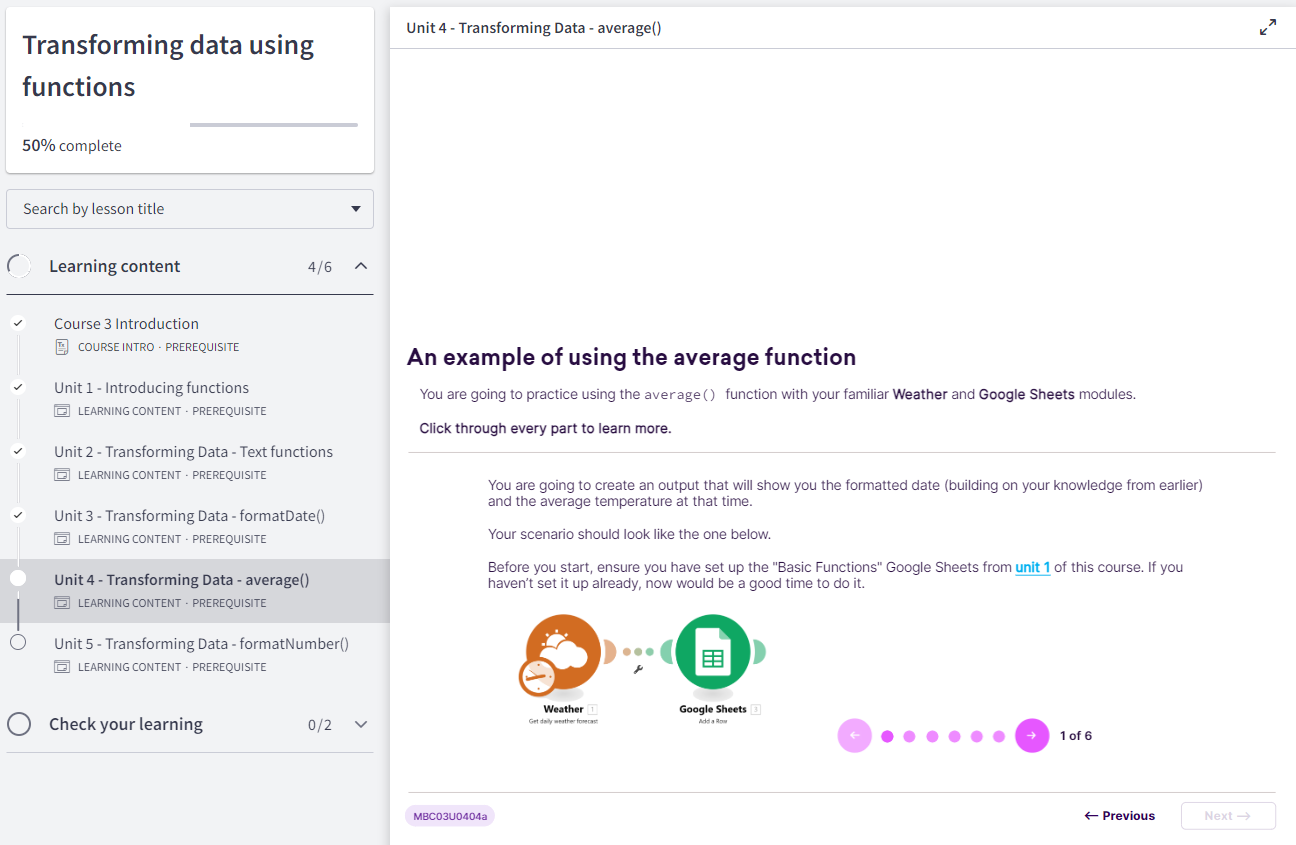 Transforming data using
functions
50% complete
Search by lesson title
Learning content 4/6
Course 3 Introduction
COURSE INTRO · PREREQUISITE
Unit 1 - Introducing functions
LEARNING CONTENT · PREREQUISITE
Unit 2 - Transforming Data - Text functions
LEARNING CONTENT · PREREQUISITE
Unit 3 - Transforming Data - formatDate()
LEARNING CONTENT · PREREQUISITE
Unit 4 - Transforming Data - average()
LEARNING CONTENT · PREREQUISITE
Unit 5 - Transforming Data - formatNumber()
LEARNING CONTENT · PREREQUISITE
Check your learning 0/2
Unit 4 - Transforming Data - average()
An example of using the average function
You are going to practice using the average() function with your familiar Weather and Google Sheets modules.
Click through every part to learn more.
You are going to create an output that will show you the formatted date (building on your knowledge from earlier)
and the average temperature at that time.
Your scenario should look like the one below.
Before you start, ensure you have set up the "Basic Functions" Google Sheets from unit 1 of this course. If you
haven't set it up already, now would be a good time to do it.
Weather 1
Get daily weather forecast
Google Sheets 3
Add a Row
1 of 6
MBC03U0404a
← Previous
Next →